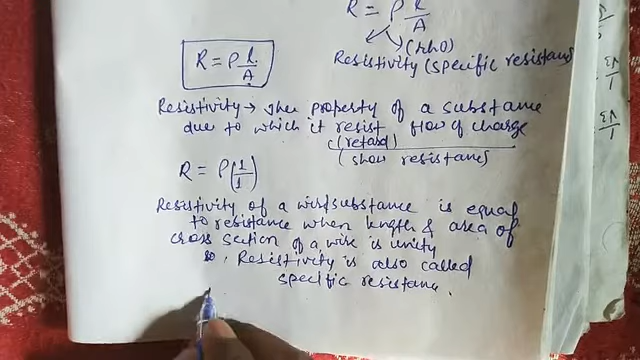 R = ρ l/A
(rho)
R = ρ l/A
Resistivity (specific resistan
Resistivity → The property of a substance
due to which it resist flow of charge
(retard)
(show resistance)
R = ρ(1/1)
Resistivity of a wire/substance is equal
to resistance when length & area of
cross section of a wire is unity
so, Resistivity is also called
specific resistance.